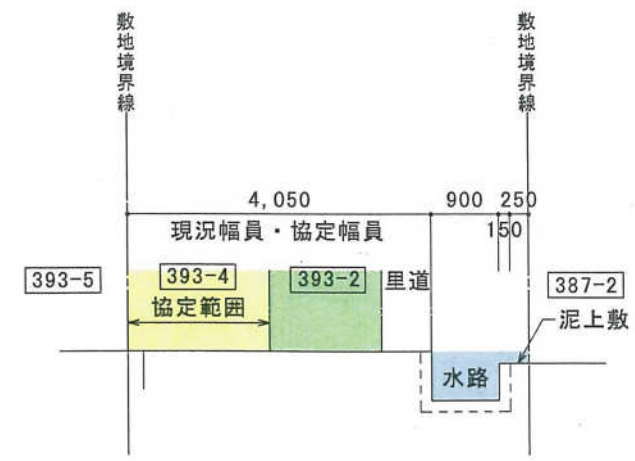 敷地境界線
敷地境界線
4,050
900
250
現況幅員・協定幅員
150
393-5
393-4
393-2
里道
387-2
協定範囲
泥上敷
水路